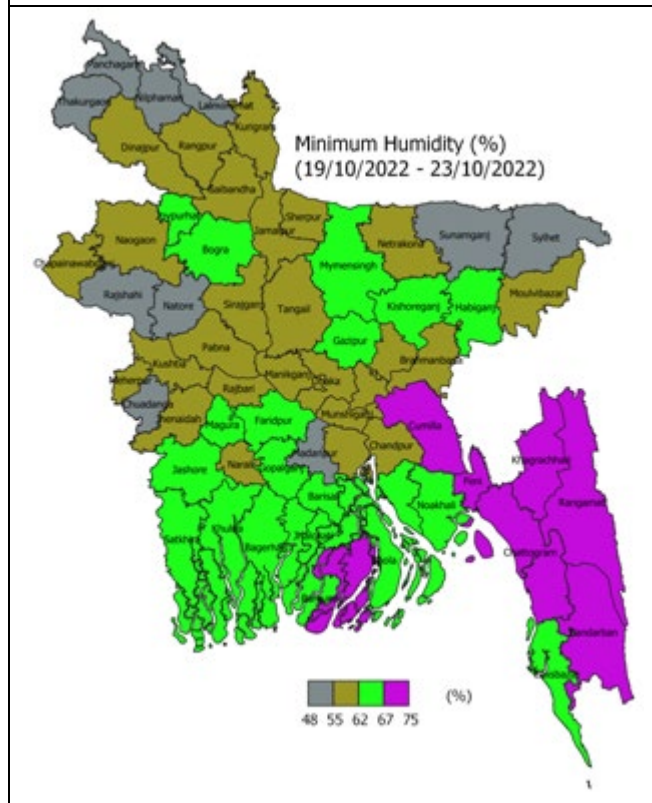 Panchagarh
Thakurgaon
Nilphamari
Lalmonirhat
Kurigram
Dinajpur
Rangpur
Minimum Humidity (%)
(19/10/2022 - 23/10/2022)
Gaibandha
Joypurhat
Sherpur
Jamalpur
Naogaon
Bogra
Netrakona
Sunamganj
Sylhet
Chapainawabganj
Mymensingh
Rajshahi
Natore
Sirajganj
Tangail
Kishoreganj
Habiganj
Moulvibazar
Gazipur
Pabna
Kushtia
Brahmanbaria
Meherpur
Manikganj
Dhaka
Rajbari
Chuadanga
Jhenaidah
Magura
Faridpur
Munshiganj
Cumilla
Madaripur
Chandpur
Khagrachhari
Narail
Gopalganj
Jashore
Feni
Rangamati
Barisal
Noakhali
Khulna
Satkhira
Bagerhat
Jhalokati
Bhola
Chattogram
Bandarban
(%)
48 55 62 67 75